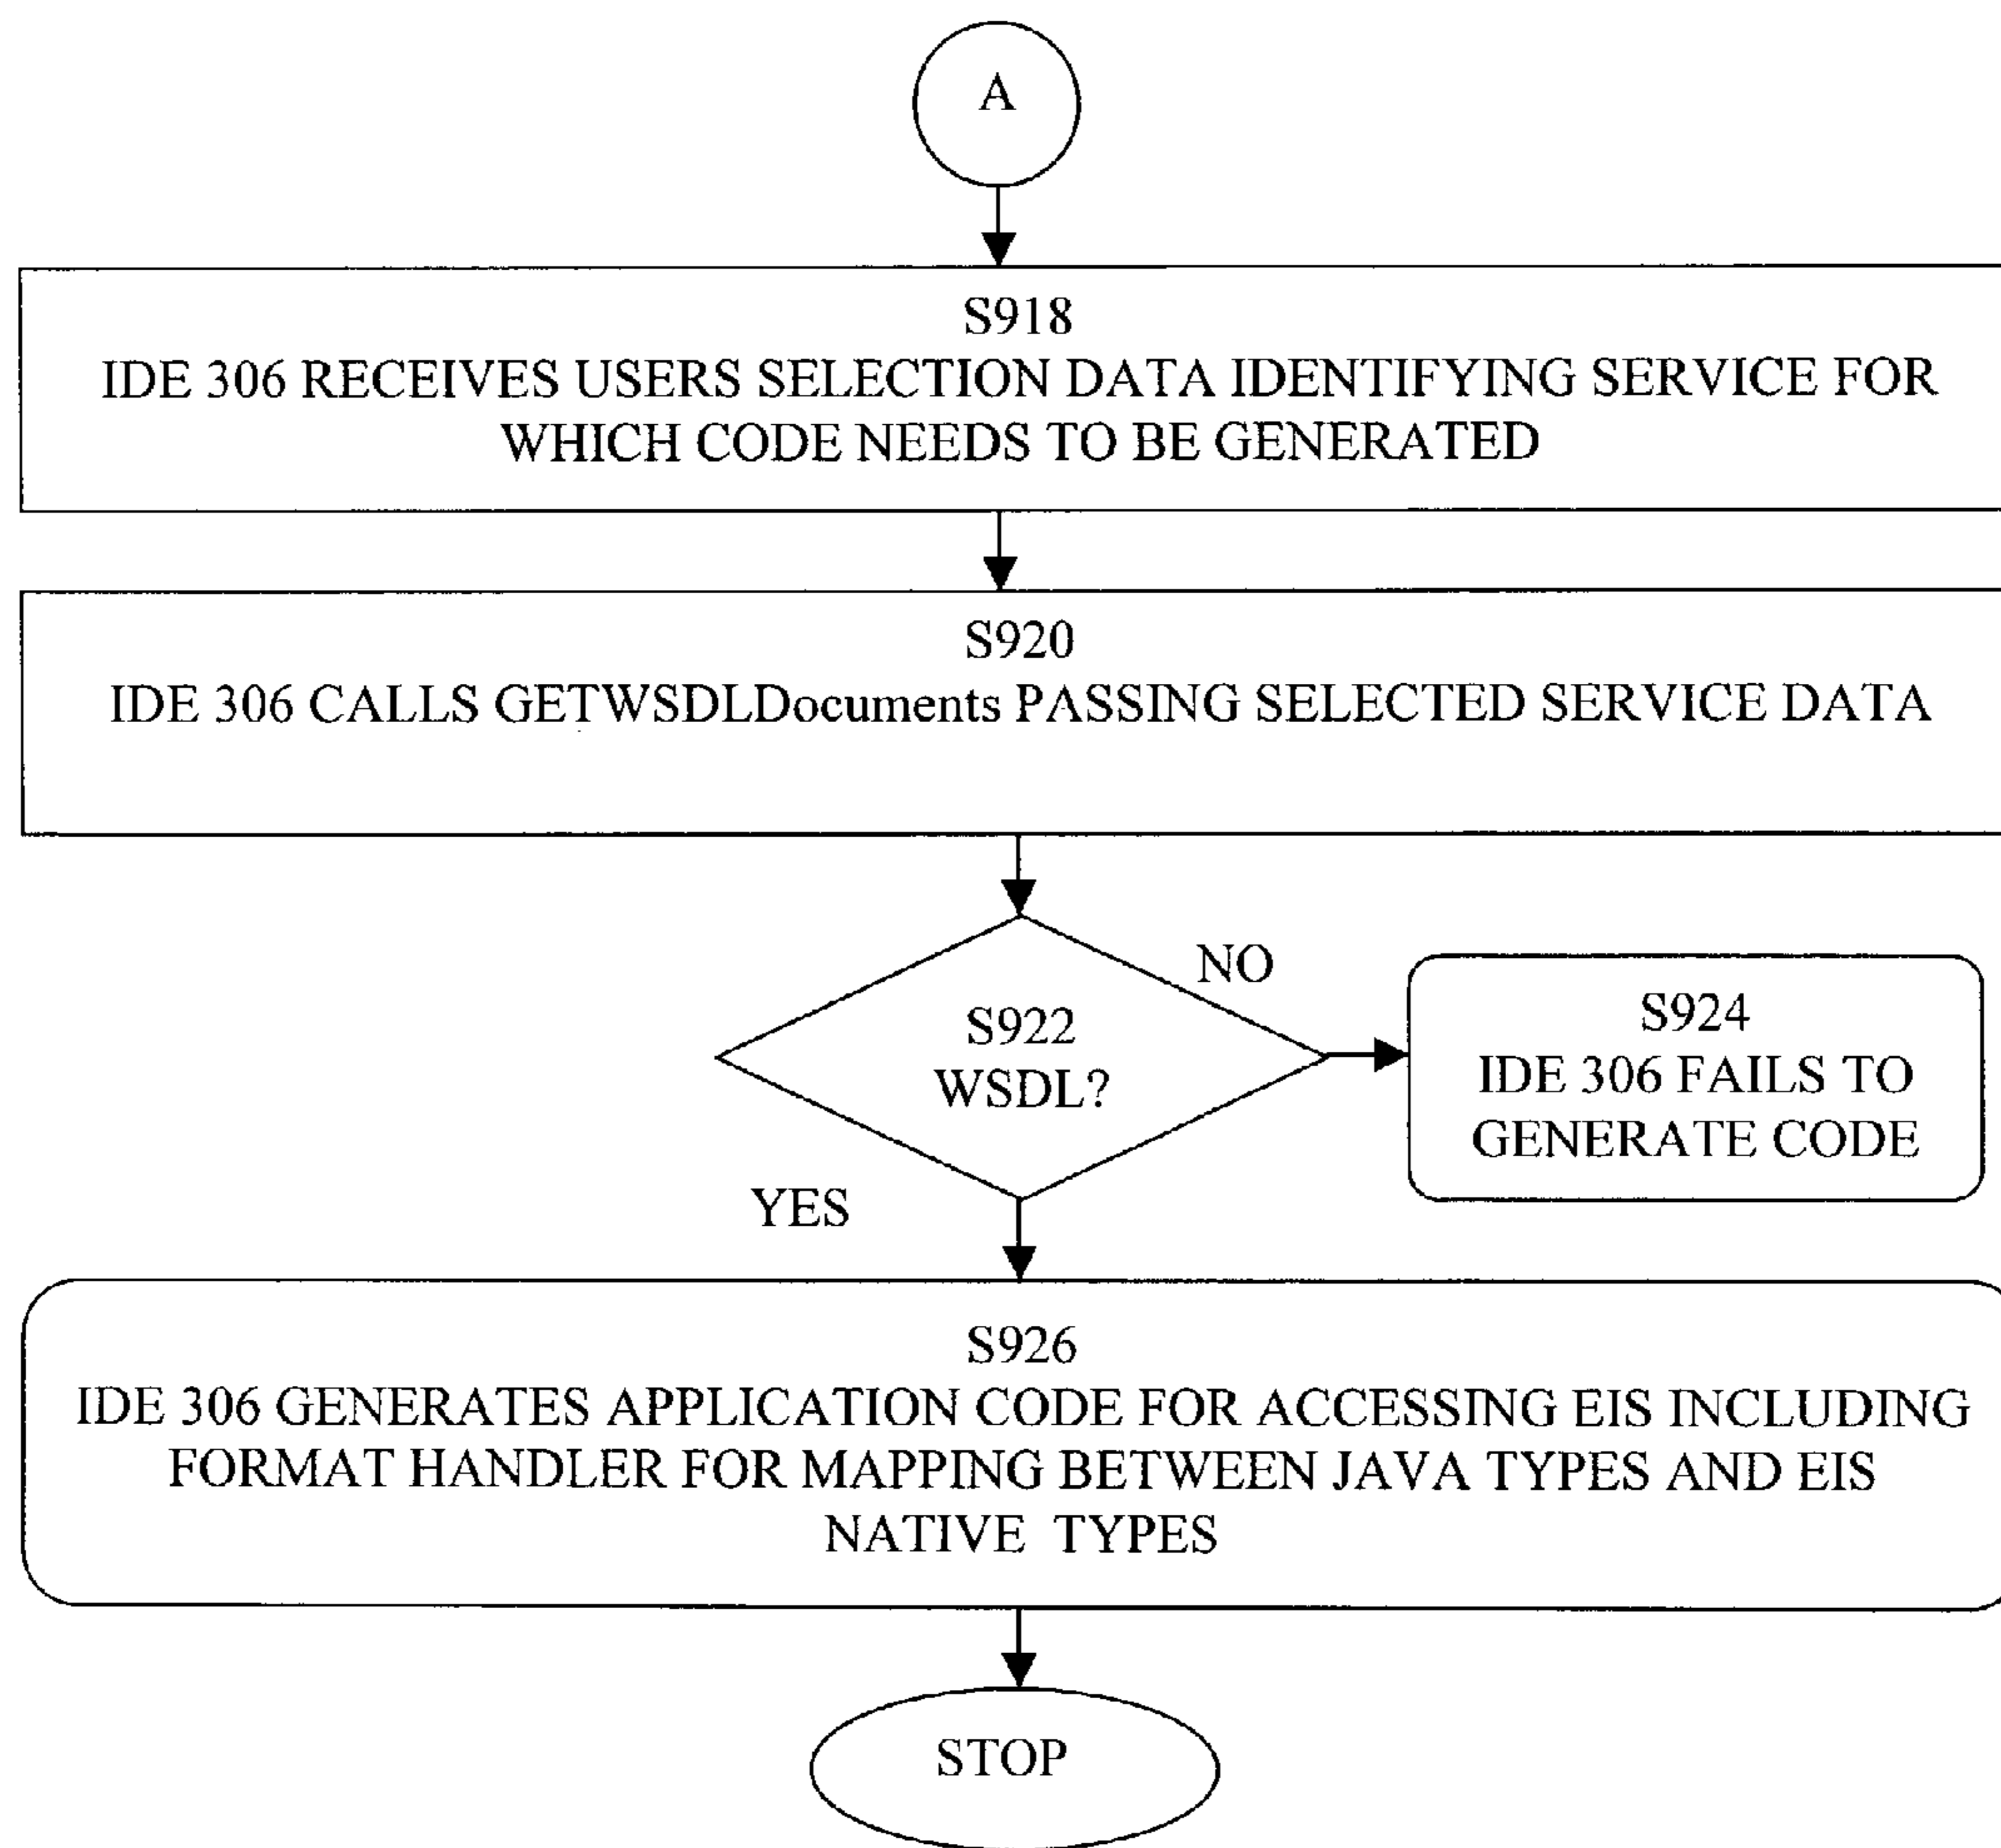 A
S918
IDE 306 RECEIVES USERS SELECTION DATA IDENTIFYING SERVICE FOR
WHICH CODE NEEDS TO BE GENERATED
S920
IDE 306 CALLS GETWSDLDocuments PASSING SELECTED SERVICE DATA
NO
S922
WSDL?
S924
IDE 306 FAILS TO
GENERATE CODE
YES
S926
IDE 306 GENERATES APPLICATION CODE FOR ACCESSING EIS INCLUDING
FORMAT HANDLER FOR MAPPING BETWEEN JAVA TYPES AND EIS
NATIVE TYPES
STOP